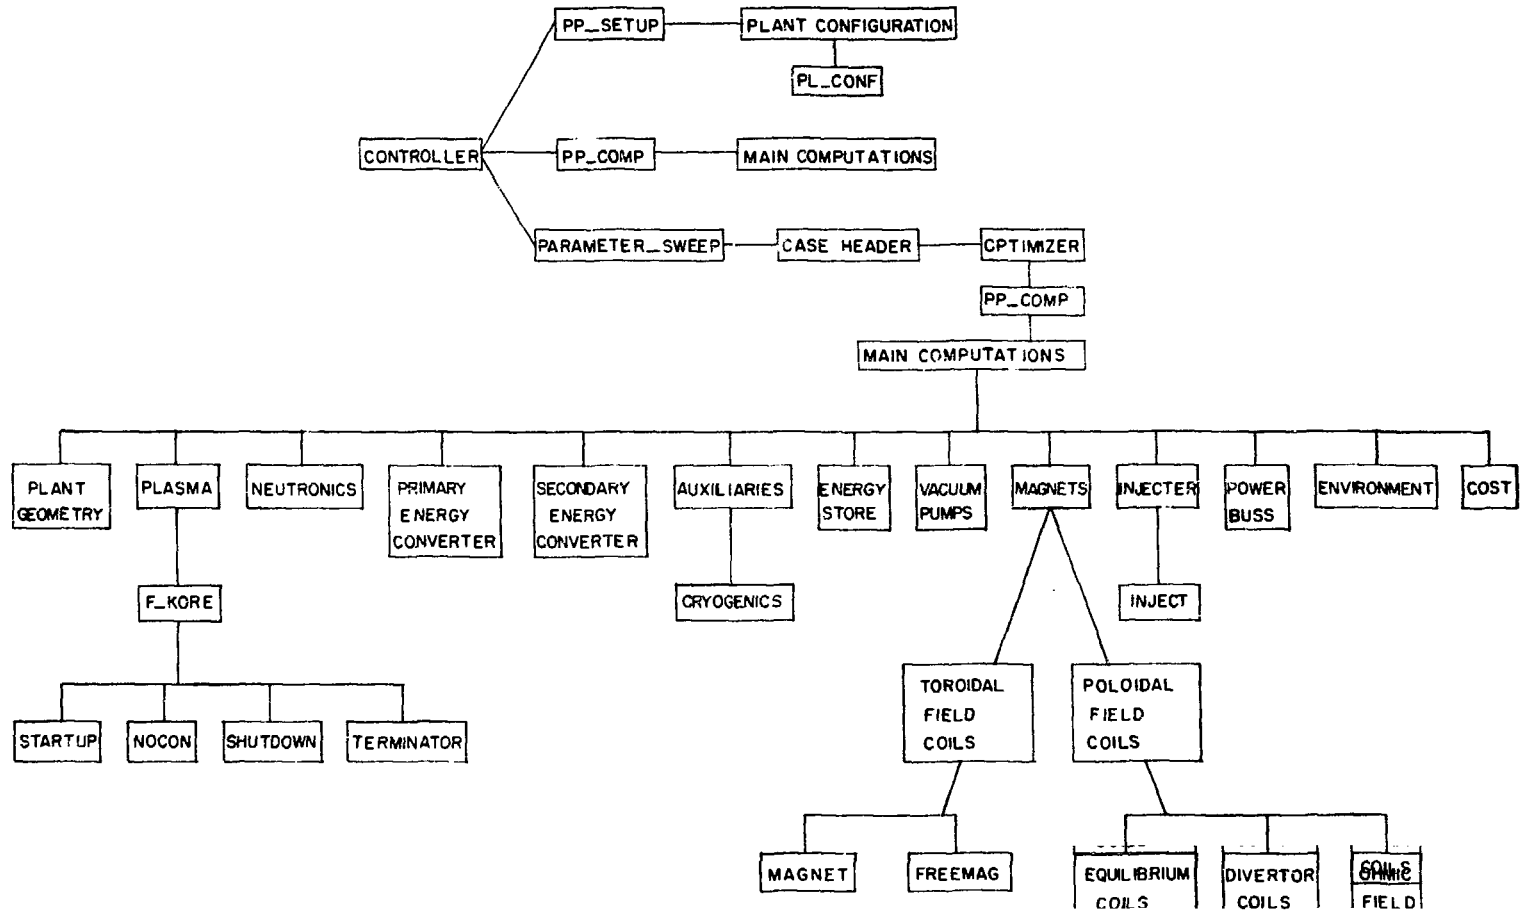 PP_SETUP
PLANT CONFIGURATION
PL_CONF
CONTROLLER
PP_COMP
MAIN COMPUTATIONS
PARAMETER_SWEEP
CASE HEADER
CPTIMIZER
PP_COMP
MAIN COMPUTATIONS
PLANT
GEOMETRY
PLASMA
NEUTRONICS
PRIMARY
ENERGY
CONVERTER
SECONDARY
ENERGY
CONVERTER
AUXILIARIES
ENERGY
STORE
VACUUM
PUMPS
MAGNETS
INJECTER
POWER
BUSS
ENVIRONMENT
COST
F_KORE
CRYOGENICS
INJECT
TOROIDAL
FIELD
COILS
POLOIDAL
FIELD
COILS
STARTUP
NOCON
SHUTDOWN
TERMINATOR
MAGNET
FREEMAG
EQUILIBRIUM
COILS
DIVERTOR
COILS
COILS
OHMIC
FIELD